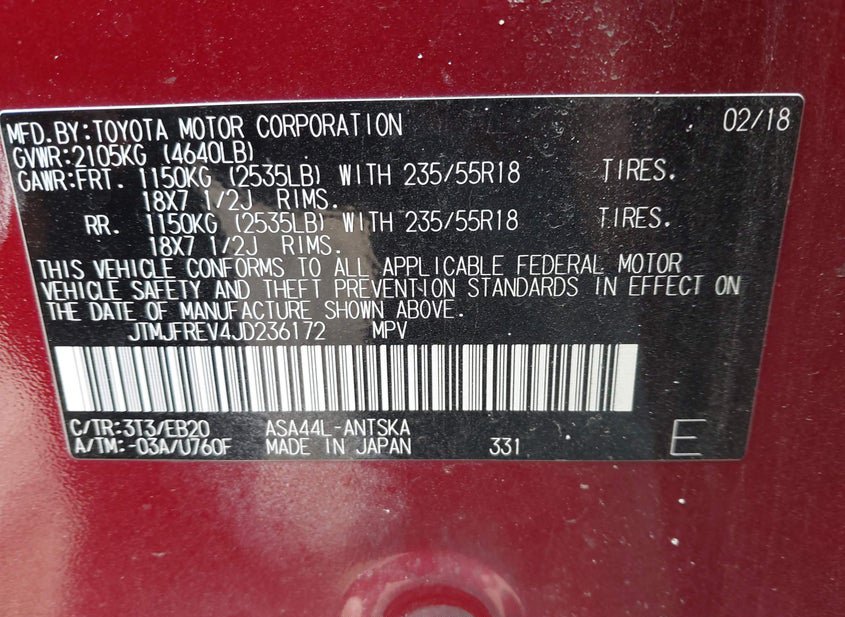 MFD.BY:TOYOTA MOTOR CORPORATION 02/18
GVWR:2105KG (4640LB)
GAWR:FRT. 1150KG (2535LB) WITH 235/55R18 TIRES.
18X7 1/2J RIMS.
RR. 1150KG (2535LB) WITH 235/55R18 TIRES.
18X7 1/2J RIMS.
THIS VEHICLE CONFORMS TO ALL APPLICABLE FEDERAL MOTOR
VEHICLE SAFETY AND THEFT PREVENTION STANDARDS IN EFFECT ON
THE DATE OF MANUFACTURE SHOWN ABOVE.
JTMJFREV4JD236172 MPV
C/TR:3T3/EB20 ASA44L-ANTSKA
A/TM:-03A/U760F MADE IN JAPAN 331 E